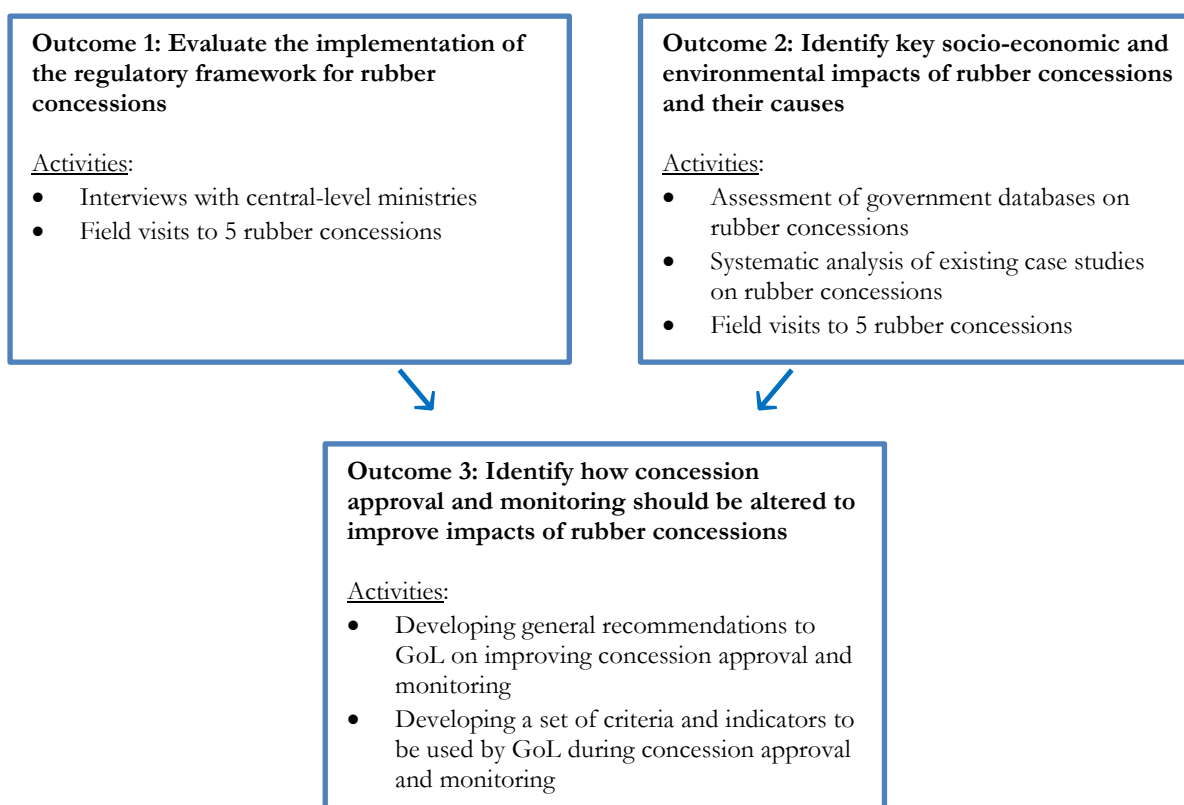 Outcome 1: Evaluate the implementation of
the regulatory framework for rubber
concessions
Activities:
• Interviews with central-level ministries
• Field visits to 5 rubber concessions
Outcome 2: Identify key socio-economic and
environmental impacts of rubber concessions
and their causes
Activities:
• Assessment of government databases on
rubber concessions
• Systematic analysis of existing case studies
on rubber concessions
• Field visits to 5 rubber concessions
Outcome 3: Identify how concession
approval and monitoring should be altered to
improve impacts of rubber concessions
Activities:
• Developing general recommendations to
GoL on improving concession approval and
monitoring
• Developing a set of criteria and indicators to
be used by GoL during concession approval
and monitoring